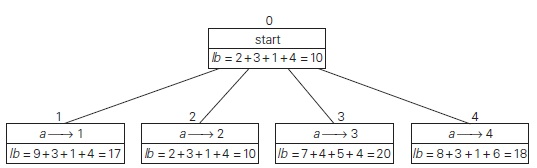 0
start
lb = 2+3+1+4 = 10
1
a ⟶ 1
lb = 9+3+1+4 = 17
2
a ⟶ 2
lb = 2+3+1+4 = 10
3
a ⟶ 3
lb = 7+4+5+4 = 20
4
a ⟶ 4
lb = 8+3+1+6 = 18